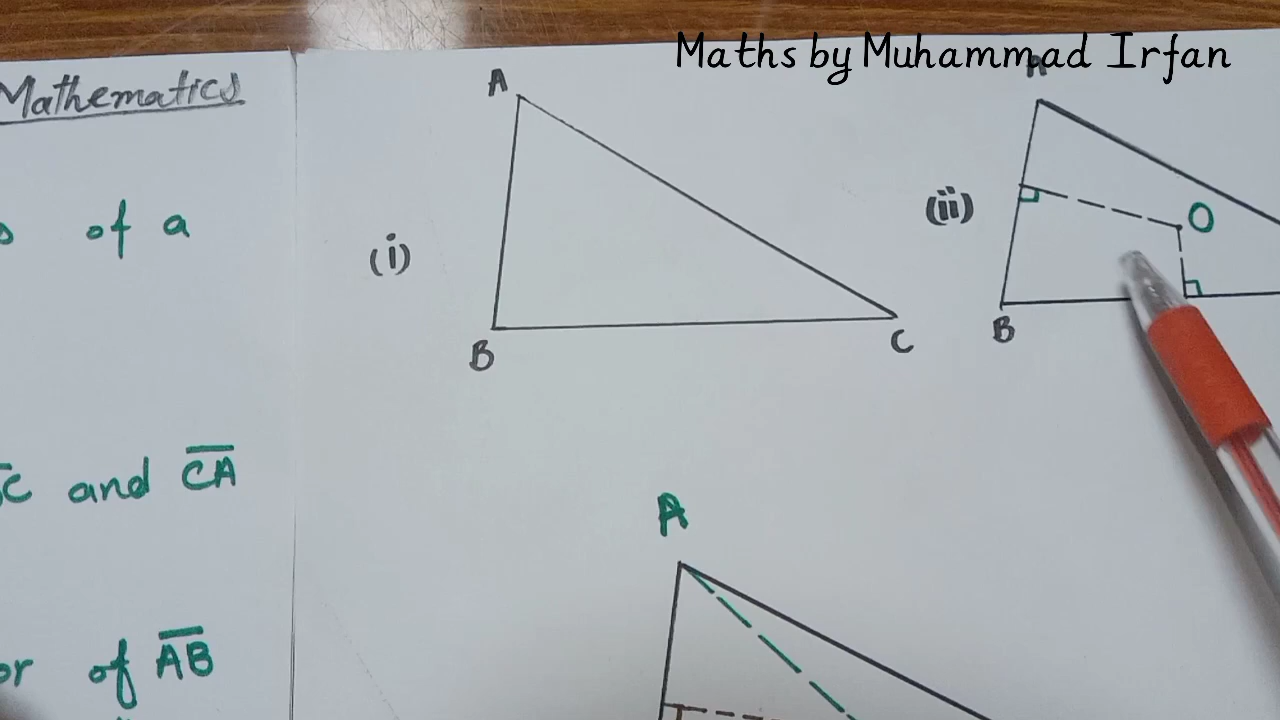 Maths by Muhammad Irfan
Mathematics
of a
and CA
of AB
A
(i)
B
C
A
(ii)
O
B
A